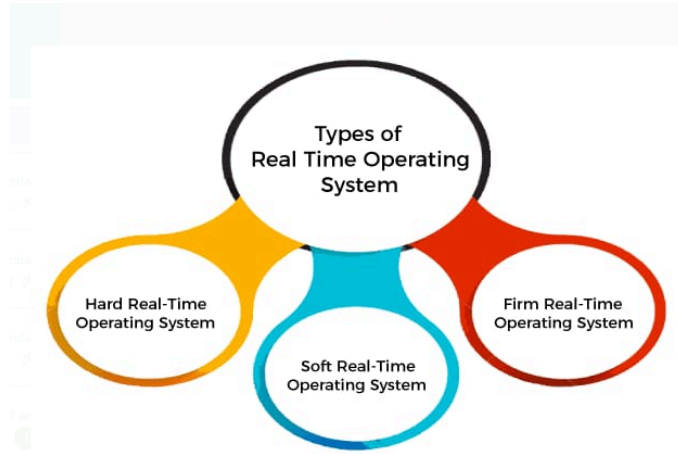 Types of
Real Time Operating
System
Hard Real-Time
Operating System
Soft Real-Time
Operating System
Firm Real-Time
Operating System